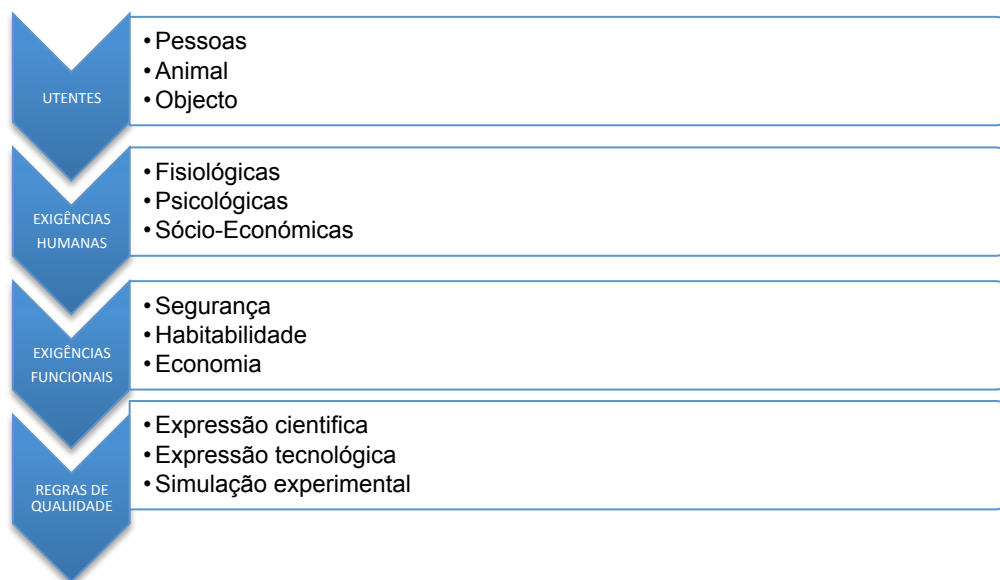 UTENTES
• Pessoas
• Animal
• Objecto
EXIGÊNCIAS
HUMANAS
• Fisiológicas
• Psicológicas
• Sócio-Económicas
EXIGÊNCIAS
FUNCIONAIS
• Segurança
• Habitabilidade
• Economia
REGRAS DE
QUALIIDADE
• Expressão cientifica
• Expressão tecnológica
• Simulação experimental